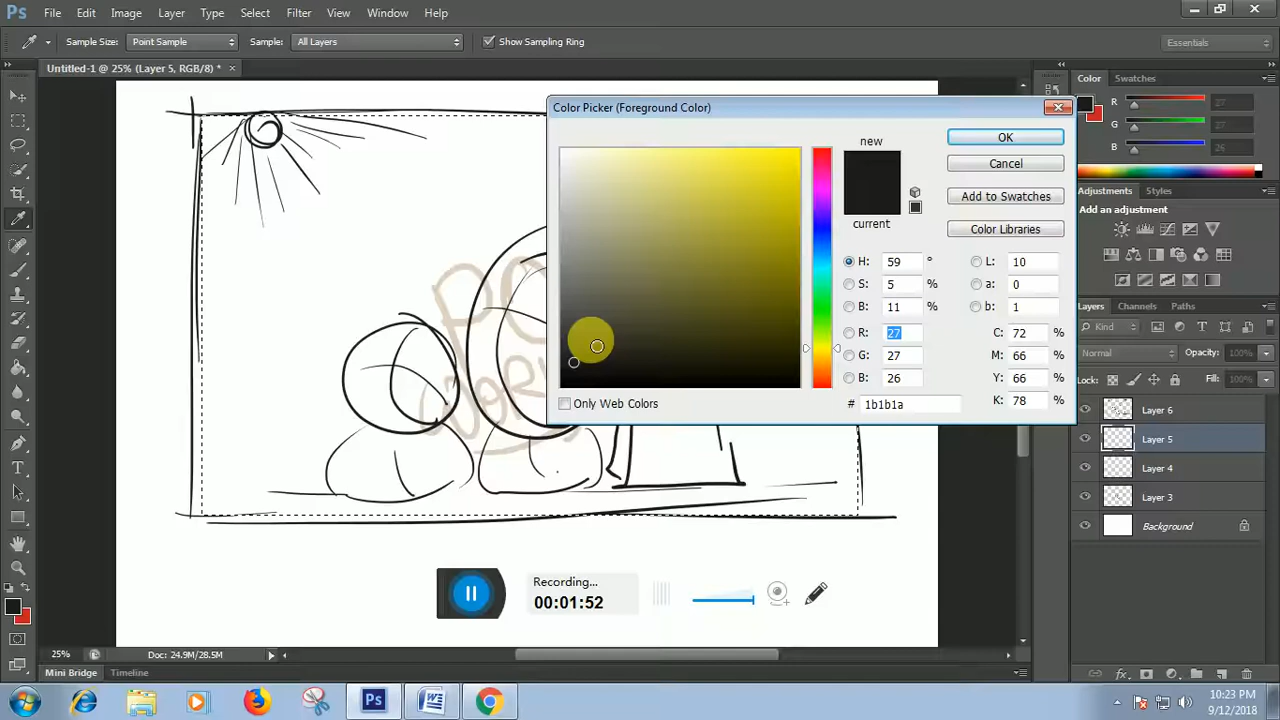 Ps File Edit Image Layer Type Select Filter View Window Help
Sample Size: Point Sample Sample: All Layers Show Sampling Ring Essentials
Untitled-1 @ 25% (Layer 5, RGB/8) * ×
Color Picker (Foreground Color)
new
current
OK
Cancel
Add to Swatches
Color Libraries
H: 59 °
S: 5 %
B: 11 %
R: 27
G: 27
B: 26
L: 10
a: 0
b: 1
C: 72 %
M: 66 %
Y: 66 %
K: 78 %
# 1b1b1a
Only Web Colors
Color Swatches
R 27
G 27
B 26
Adjustments Styles
Add an adjustment
Layers Channels Paths
Kind
Normal Opacity:
Lock: Fill:
Layer 6
Layer 5
Layer 4
Layer 3
Background
Recording...
00:01:52
25% Doc: 24.9M/28.5M
Mini Bridge Timeline
Ps
10:23 PM
9/12/2018